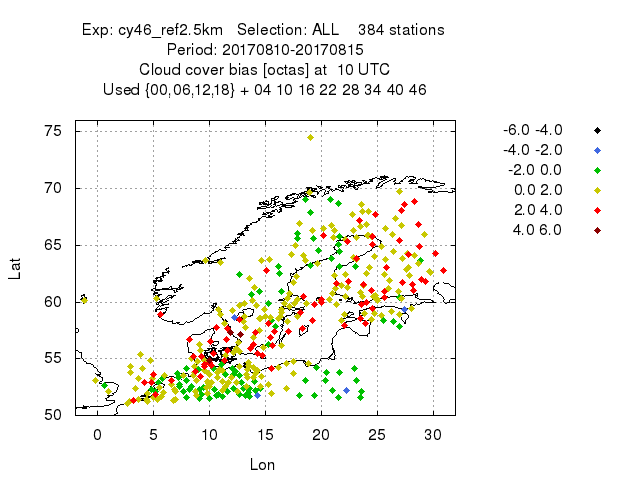 Exp: cy46_ref2.5km   Selection: ALL    384 stations
Period: 20170810-20170815
Cloud cover bias [octas] at  10 UTC
Used {00,06,12,18} + 04 10 16 22 28 34 40 46
-6.0 -4.0
-4.0 -2.0
-2.0 0.0
0.0 2.0
2.0 4.0
4.0 6.0
75
70
65
60
55
50
Lat
0 5 10 15 20 25 30
Lon